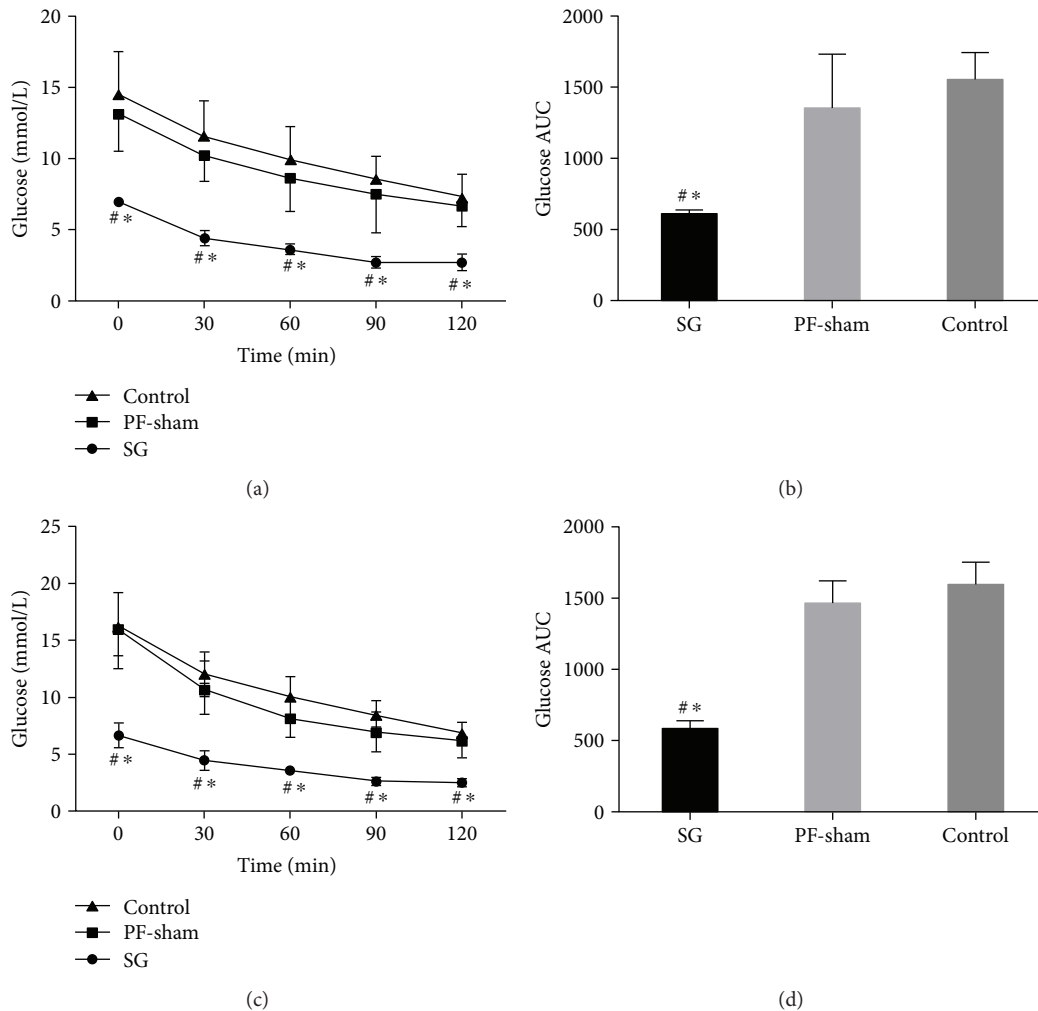 20
15
10
5
0
Glucose (mmol/L)
0 30 60 90 120
# * # * # * # * # *
Time (min)
Control
PF-sham
SG
(a)
2000
1500
1000
500
0
Glucose AUC
# *
SG PF-sham Control
(b)
25
20
15
10
5
0
Glucose (mmol/L)
0 30 60 90 120
# * # * # * # * # *
Time (min)
Control
PF-sham
SG
(c)
2000
1500
1000
500
0
Glucose AUC
# *
SG PF-sham Control
(d)